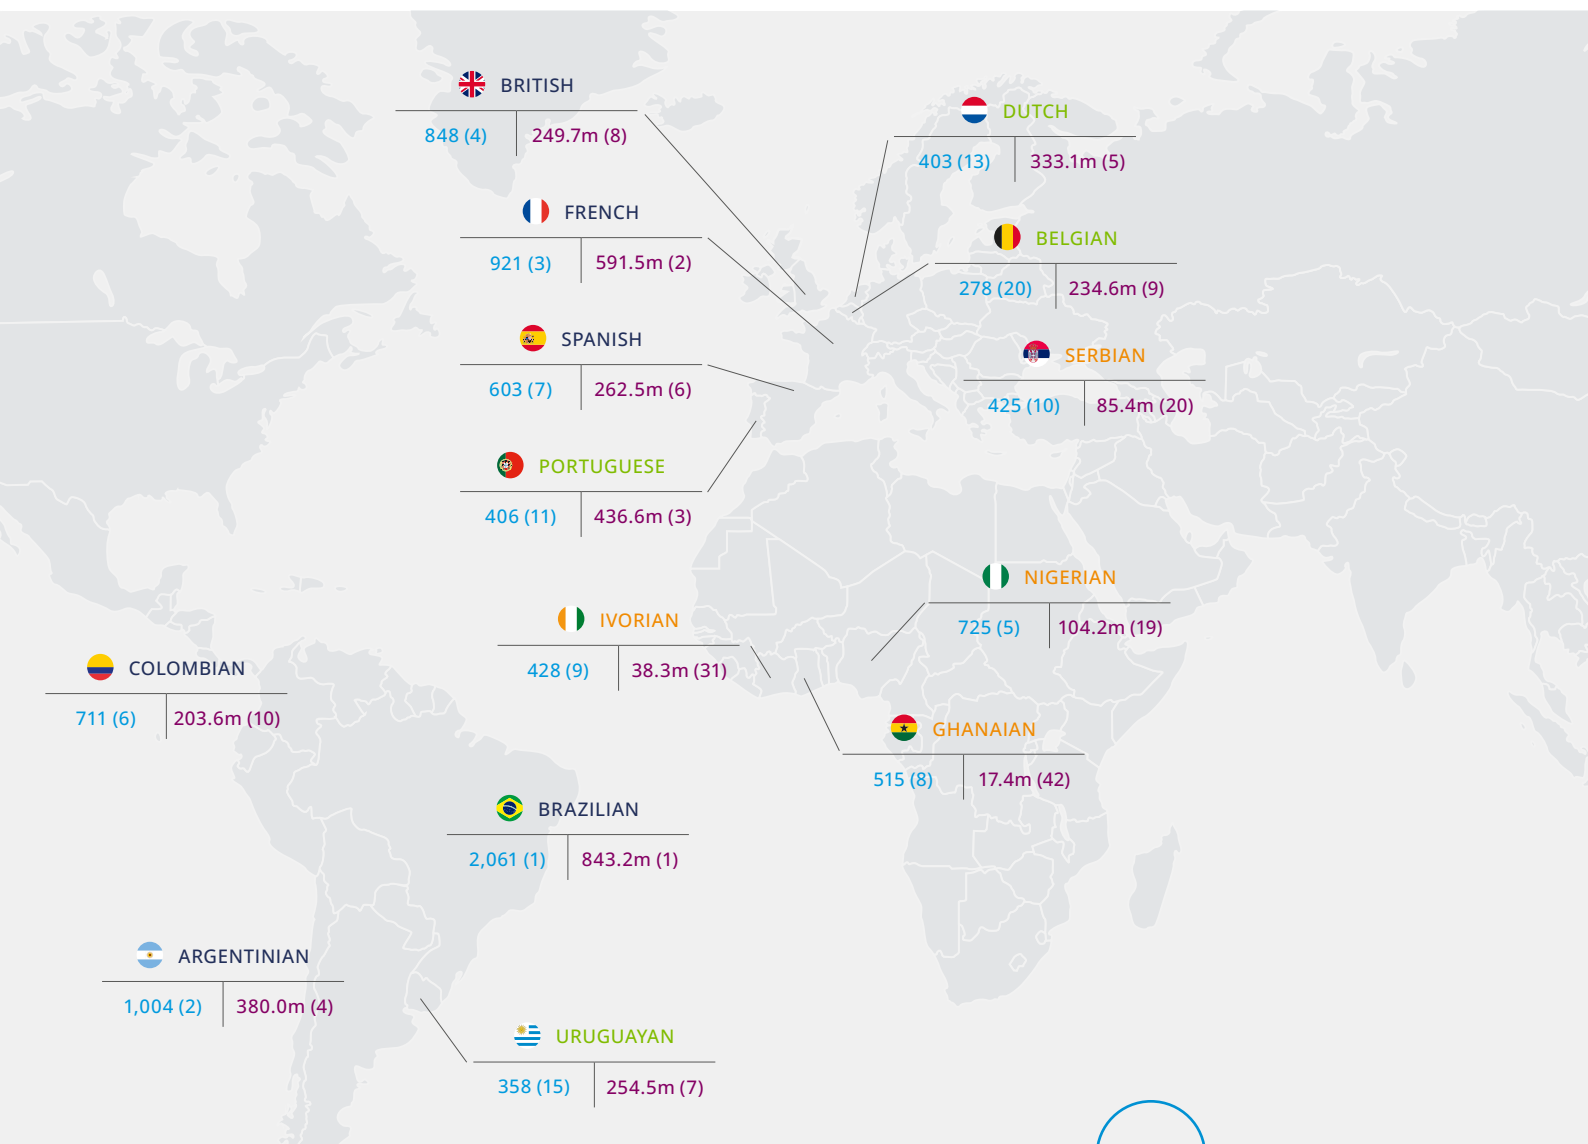 BRITISH
848 (4) 249.7m (8)
DUTCH
403 (13) 333.1m (5)
FRENCH
921 (3) 591.5m (2)
BELGIAN
278 (20) 234.6m (9)
SPANISH
603 (7) 262.5m (6)
SERBIAN
425 (10) 85.4m (20)
PORTUGUESE
406 (11) 436.6m (3)
NIGERIAN
725 (5) 104.2m (19)
IVORIAN
428 (9) 38.3m (31)
COLOMBIAN
711 (6) 203.6m (10)
GHANAIAN
515 (8) 17.4m (42)
BRAZILIAN
2,061 (1) 843.2m (1)
ARGENTINIAN
1,004 (2) 380.0m (4)
URUGUAYAN
358 (15) 254.5m (7)